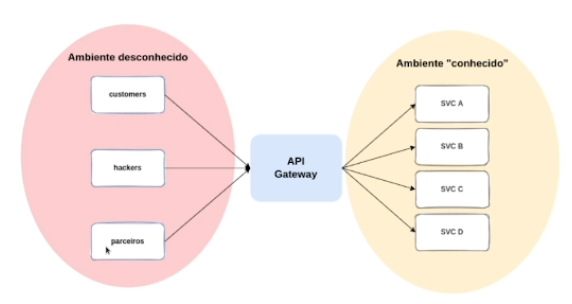 Ambiente desconhecido
customers
hackers
parceiros
API
Gateway
Ambiente "conhecido"
SVC A
SVC B
SVC C
SVC D